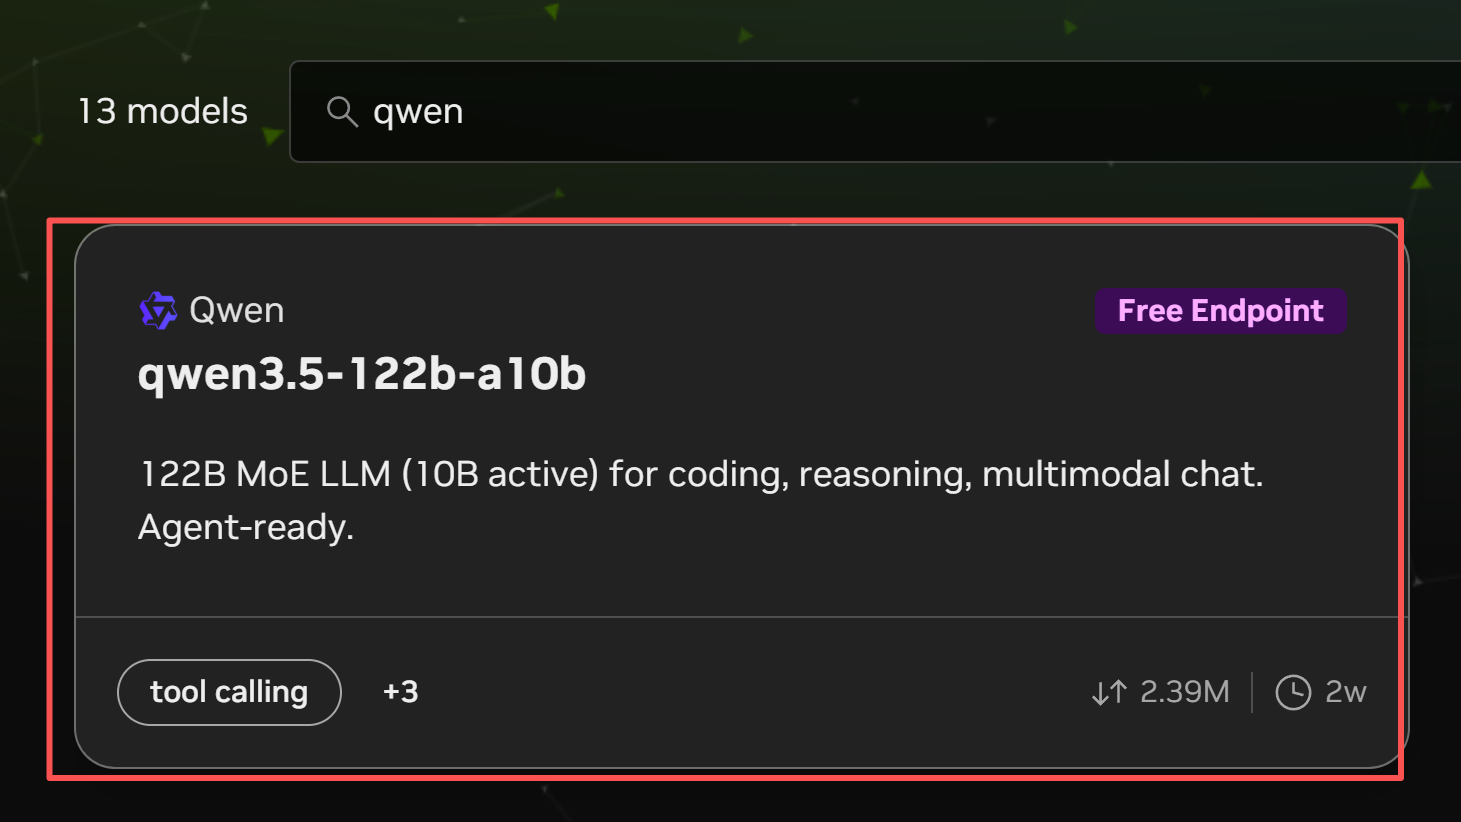 13 models
qwen
Qwen
Free Endpoint
qwen3.5-122b-a10b
122B MoE LLM (10B active) for coding, reasoning, multimodal chat.
Agent-ready.
tool calling
+3
2.39M
2w